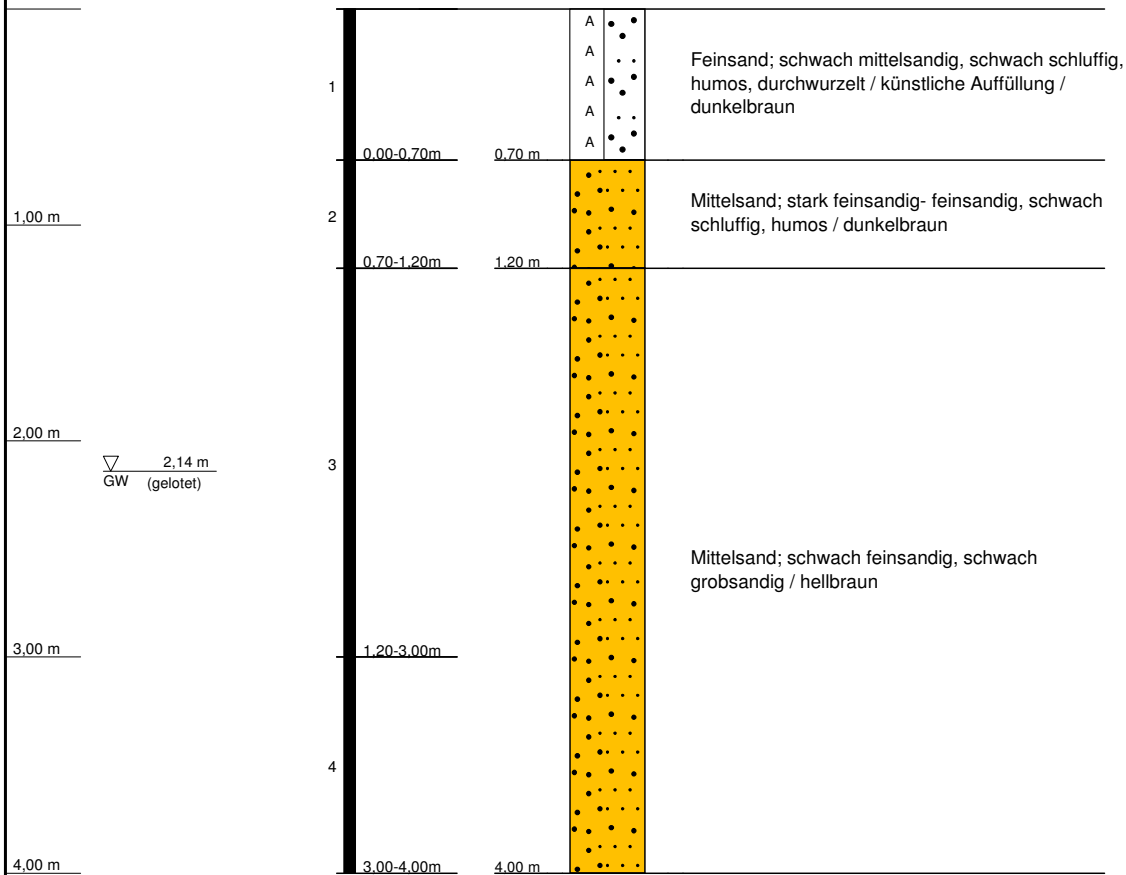 A
Feinsand; schwach mittelsandig, schwach schluffig,
A
humos, durchwurzelt / künstliche Auffüllung /
1
A
dunkelbraun
A
A
0.00-0.70m
0.70 m
Mittelsand; stark feinsandig- feinsandig, schwach
1,00 m
2
schluffig, humos / dunkelbraun
0.70-1,20m
1,20 m
2,00 m
2,14 m
3
GW
(gelotet)
Mittelsand; schwach feinsandig, schwach
grobsandig / hellbraun
3,00 m
1,20-3,00m
4
4,00 m
3.00-4,00m
4.00 m